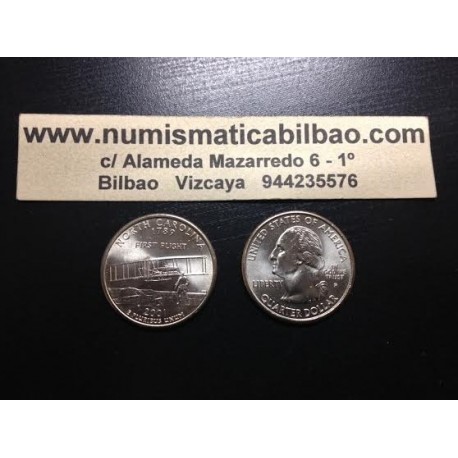 www.numismaticabilbao.com
c/ Alameda Mazarredo 6 - 1º
Bilbao Vizcaya 944235576
NORTH CAROLINA
1789
FIRST FLIGHT
2001
E PLURIBUS UNUM
UNITED STATES OF AMERICA
LIBERTY
IN GOD WE TRUST
QUARTER DOLLAR